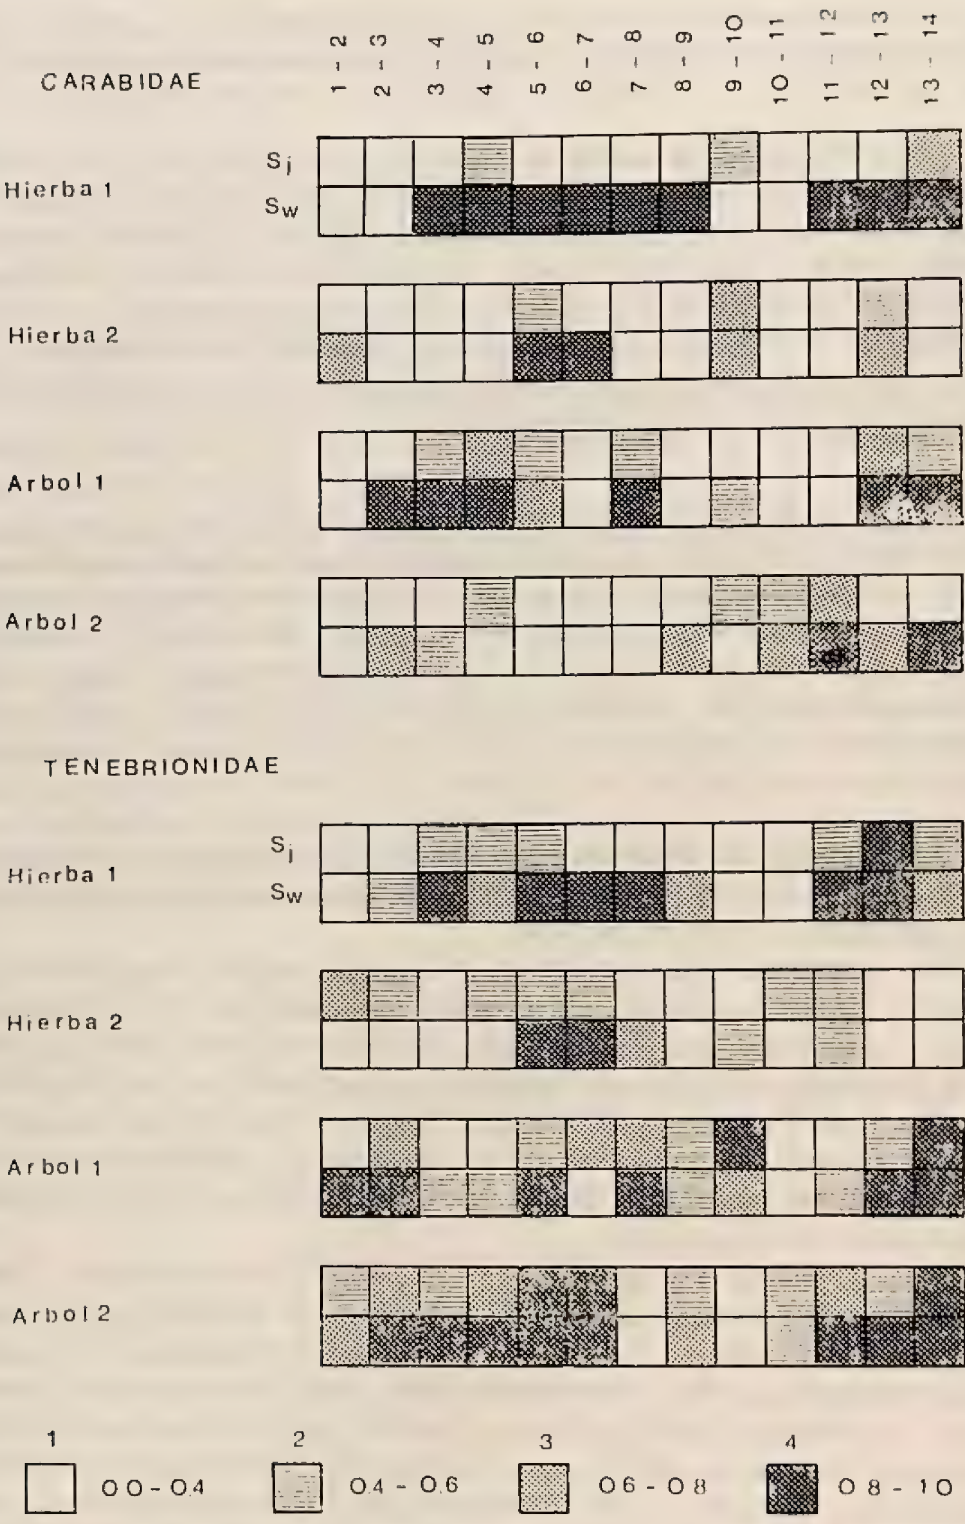 1 - 2 2 - 3 3 - 4 4 - 5 5 - 6 6 - 7 7 - 8 8 - 9 9 - 10 10 - 11 11 - 12 12 - 13 13 - 14
CARABIDAE
Sj
Hierba 1
Sw
Hierba 2
Arbol 1
Arbol 2
TENEBRIONIDAE
Sj
Hierba 1
Sw
Hierba 2
Arbol 1
Arbol 2
1 2 3 4
0.0 - 0.4 0.4 - 0.6 0.6 - 0.8 0.8 - 1.0